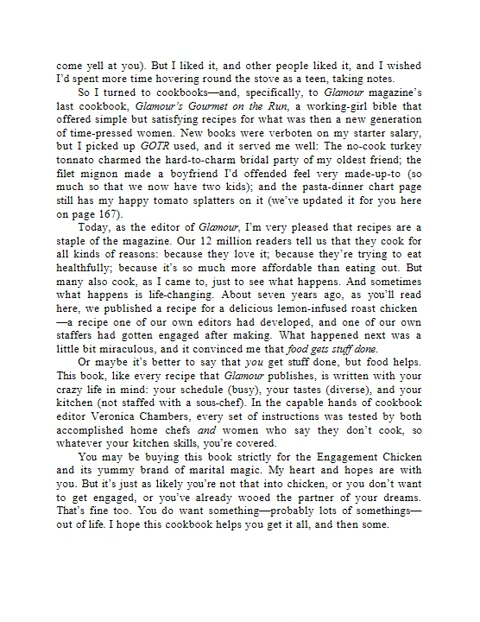 come yell at you). But I liked it, and other people liked it, and I wished
I'd spent more time hovering round the stove as a teen, taking notes.
So I turned to cookbooks—and, specifically, to Glamour magazine's
last cookbook, Glamour's Gourmet on the Run, a working-girl bible that
offered simple but satisfying recipes for what was then a new generation
of time-pressed women. New books were verboten on my starter salary,
but I picked up GOTR used, and it served me well: The no-cook turkey
tonnato charmed the hard-to-charm bridal party of my oldest friend; the
filet mignon made a boyfriend I'd offended feel very made-up-to (so
much so that we now have two kids); and the pasta-dinner chart page
still has my happy tomato splatters on it (we've updated it for you here
on page 167).
Today, as the editor of Glamour, I'm very pleased that recipes are a
staple of the magazine. Our 12 million readers tell us that they cook for
all kinds of reasons: because they love it; because they're trying to eat
healthfully; because it's so much more affordable than eating out. But
many also cook, as I came to, just to see what happens. And sometimes
what happens is life-changing. About seven years ago, as you'll read
here, we published a recipe for a delicious lemon-infused roast chicken
—a recipe one of our own editors had developed, and one of our own
staffers had gotten engaged after making. What happened next was a
little bit miraculous, and it convinced me that food gets stuff done.
Or maybe it's better to say that you get stuff done, but food helps.
This book, like every recipe that Glamour publishes, is written with your
crazy life in mind: your schedule (busy), your tastes (diverse), and your
kitchen (not staffed with a sous-chef). In the capable hands of cookbook
editor Veronica Chambers, every set of instructions was tested by both
accomplished home chefs and women who say they don't cook, so
whatever your kitchen skills, you're covered.
You may be buying this book strictly for the Engagement Chicken
and its yummy brand of marital magic. My heart and hopes are with
you. But it's just as likely you're not that into chicken, or you don't want
to get engaged, or you've already wooed the partner of your dreams.
That's fine too. You do want something—probably lots of somethings—
out of life. I hope this cookbook helps you get it all, and then some.